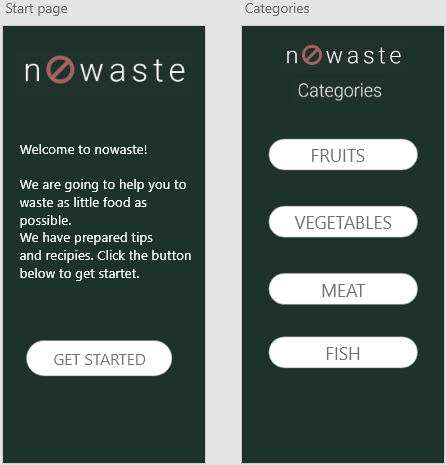 Start page
nowaste
Welcome to nowaste!
We are going to help you to
waste as little food as
possible.
We have prepared tips
and recipies. Click the button
below to get startet.
GET STARTED
Categories
nowaste
Categories
FRUITS
VEGETABLES
MEAT
FISH